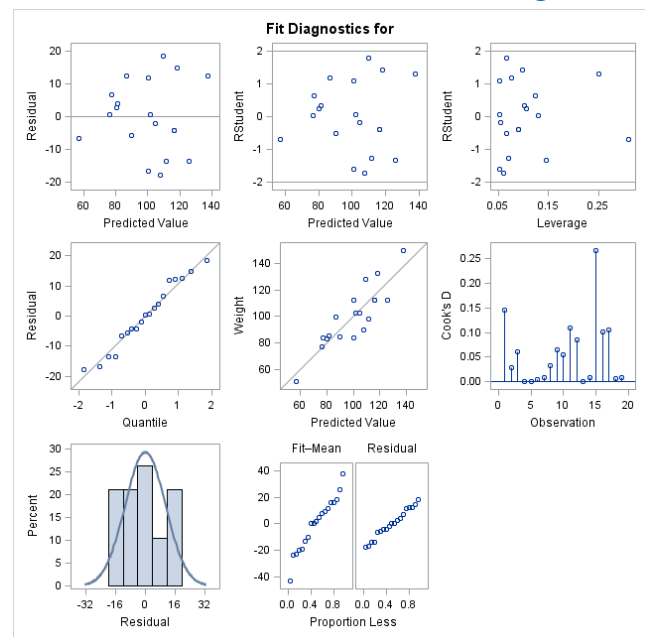 Fit Diagnostics for
20
10
0
-10
-20
Residual
60 80 100 120 140
Predicted Value
2
1
0
-1
-2
RStudent
60 80 100 120 140
Predicted Value
2
1
0
-1
-2
RStudent
0.05 0.15 0.25
Leverage
20
10
0
-10
-20
Residual
-2 -1 0 1 2
Quantile
140
120
100
80
60
Weight
60 80 100 120 140
Predicted Value
0.25
0.20
0.15
0.10
0.05
0.00
Cook's D
0 5 10 15 20
Observation
30
25
20
15
10
5
0
Percent
-32 -16 0 16 32
Residual
Fit–Mean Residual
40
20
0
-20
-40
0.0 0.4 0.8 0.0 0.4 0.8
Proportion Less